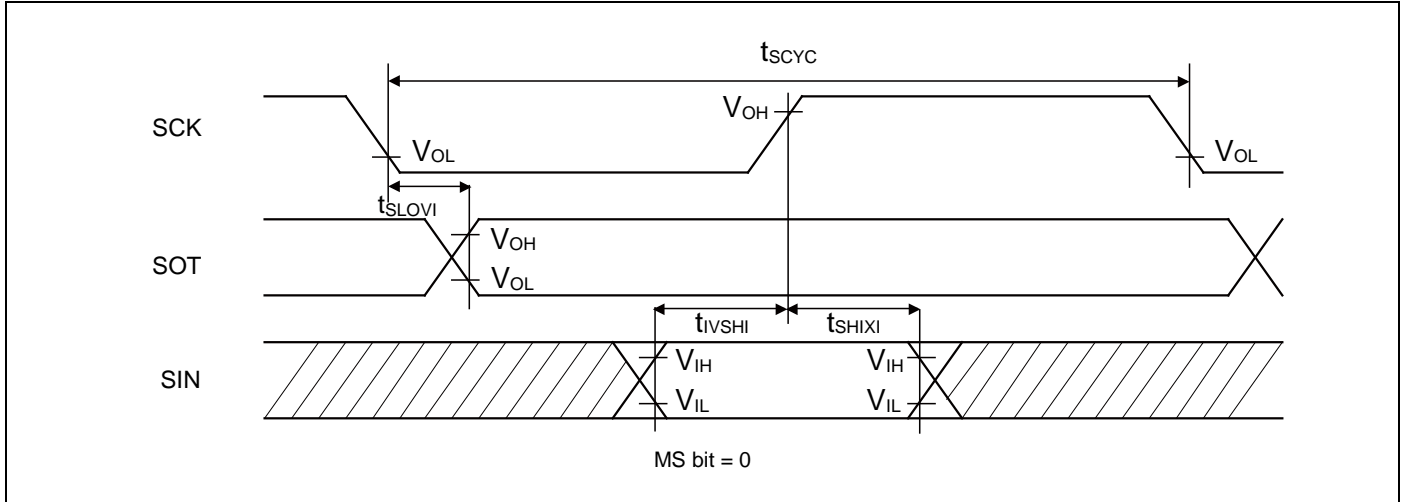 tSCYC
SCK
VOH
VOL
VOL
tSLOVI
SOT
VOH
VOL
tIVSHI
tSHIXI
SIN
VIH
VIH
VIL
VIL
MS bit = 0